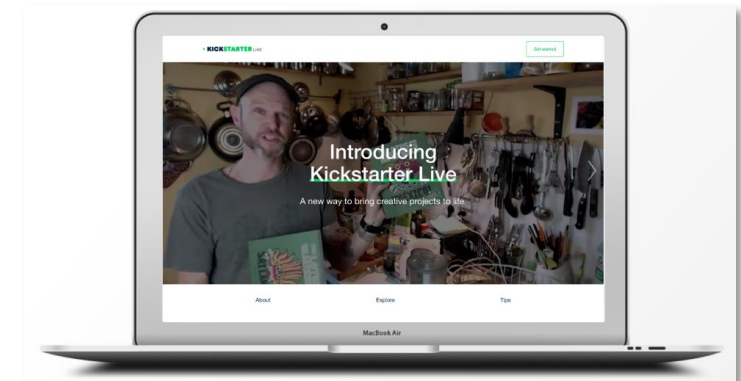 KICKSTARTER LIVE
Get started
Introducing
Kickstarter Live
A new way to bring creative projects to life.
About
Explore
Tips
MacBook Air